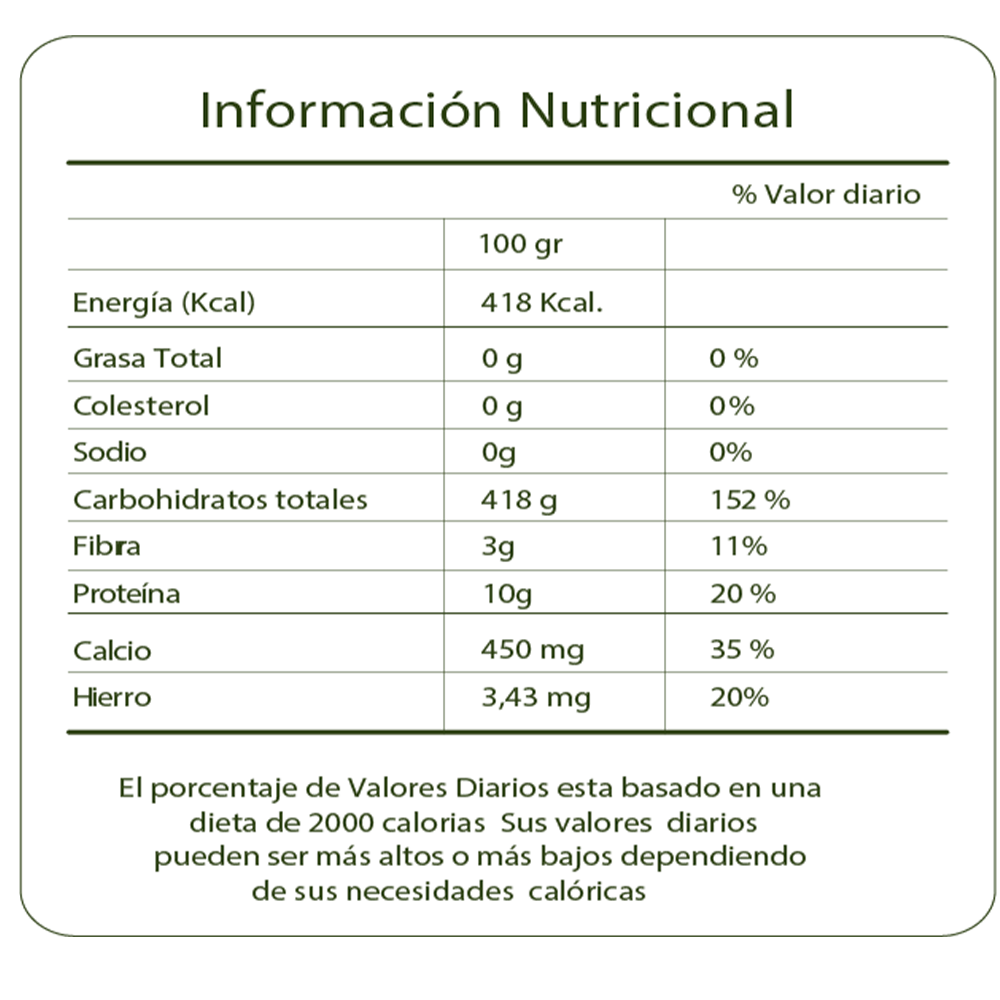 Información Nutricional
% Valor diario
100 gr
Energía (Kcal) 418 Kcal.
Grasa Total 0 g 0 %
Colesterol 0 g 0%
Sodio 0g 0%
Carbohidratos totales 418 g 152 %
Fibra 3g 11%
Proteína 10g 20 %
Calcio 450 mg 35 %
Hierro 3,43 mg 20%
El porcentaje de Valores Diarios esta basado en una
dieta de 2000 calorias Sus valores diarios
pueden ser más altos o más bajos dependiendo
de sus necesidades calóricas